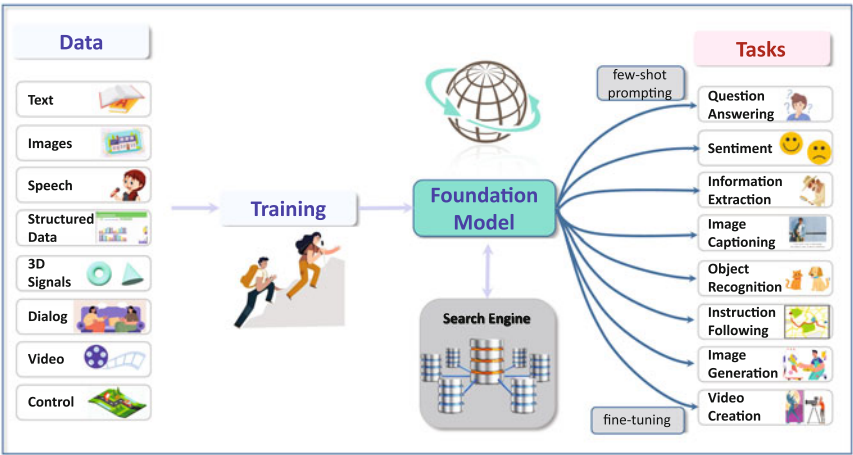 Data
Text
Images
Speech
Structured
Data
3D
Signals
Dialog
Video
Control
Training
Foundation
Model
Search Engine
few-shot
prompting
fine-tuning
Tasks
Question
Answering
Sentiment
Information
Extraction
Image
Captioning
Object
Recognition
Instruction
Following
Image
Generation
Video
Creation